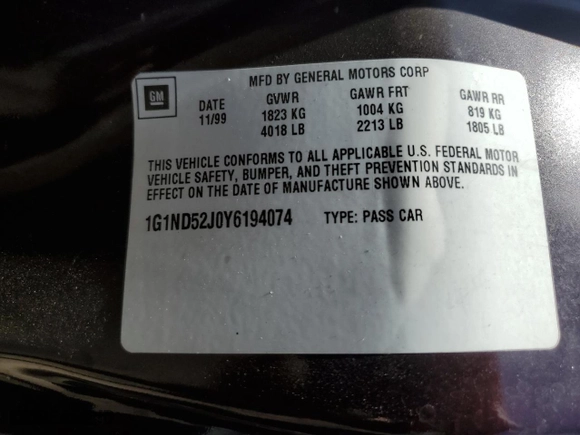 MFD BY GENERAL MOTORS CORP
GM
DATE GVWR GAWR FRT GAWR RR
11/99 1823 KG 1004 KG 819 KG
4018 LB 2213 LB 1805 LB
THIS VEHICLE CONFORMS TO ALL APPLICABLE U.S. FEDERAL MOTOR
VEHICLE SAFETY, BUMPER, AND THEFT PREVENTION STANDARDS IN
EFFECT ON THE DATE OF MANUFACTURE SHOWN ABOVE.
1G1ND52J0Y6194074 TYPE: PASS CAR